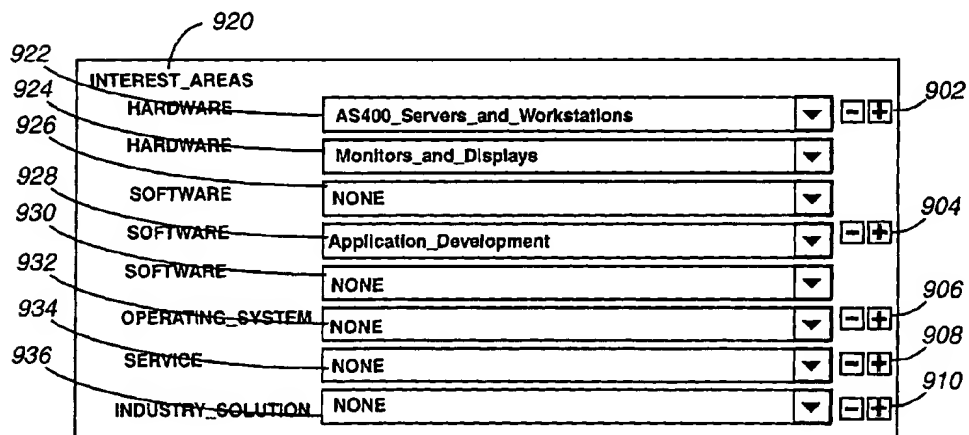 920
922
INTEREST_AREAS
924
HARDWARE AS400_Servers_and_Workstations - + 902
926
HARDWARE Monitors_and_Displays
928
SOFTWARE NONE
930
SOFTWARE Application_Development - + 904
932
SOFTWARE NONE
934
OPERATING_SYSTEM NONE - + 906
936
SERVICE NONE - + 908
INDUSTRY_SOLUTION NONE - + 910